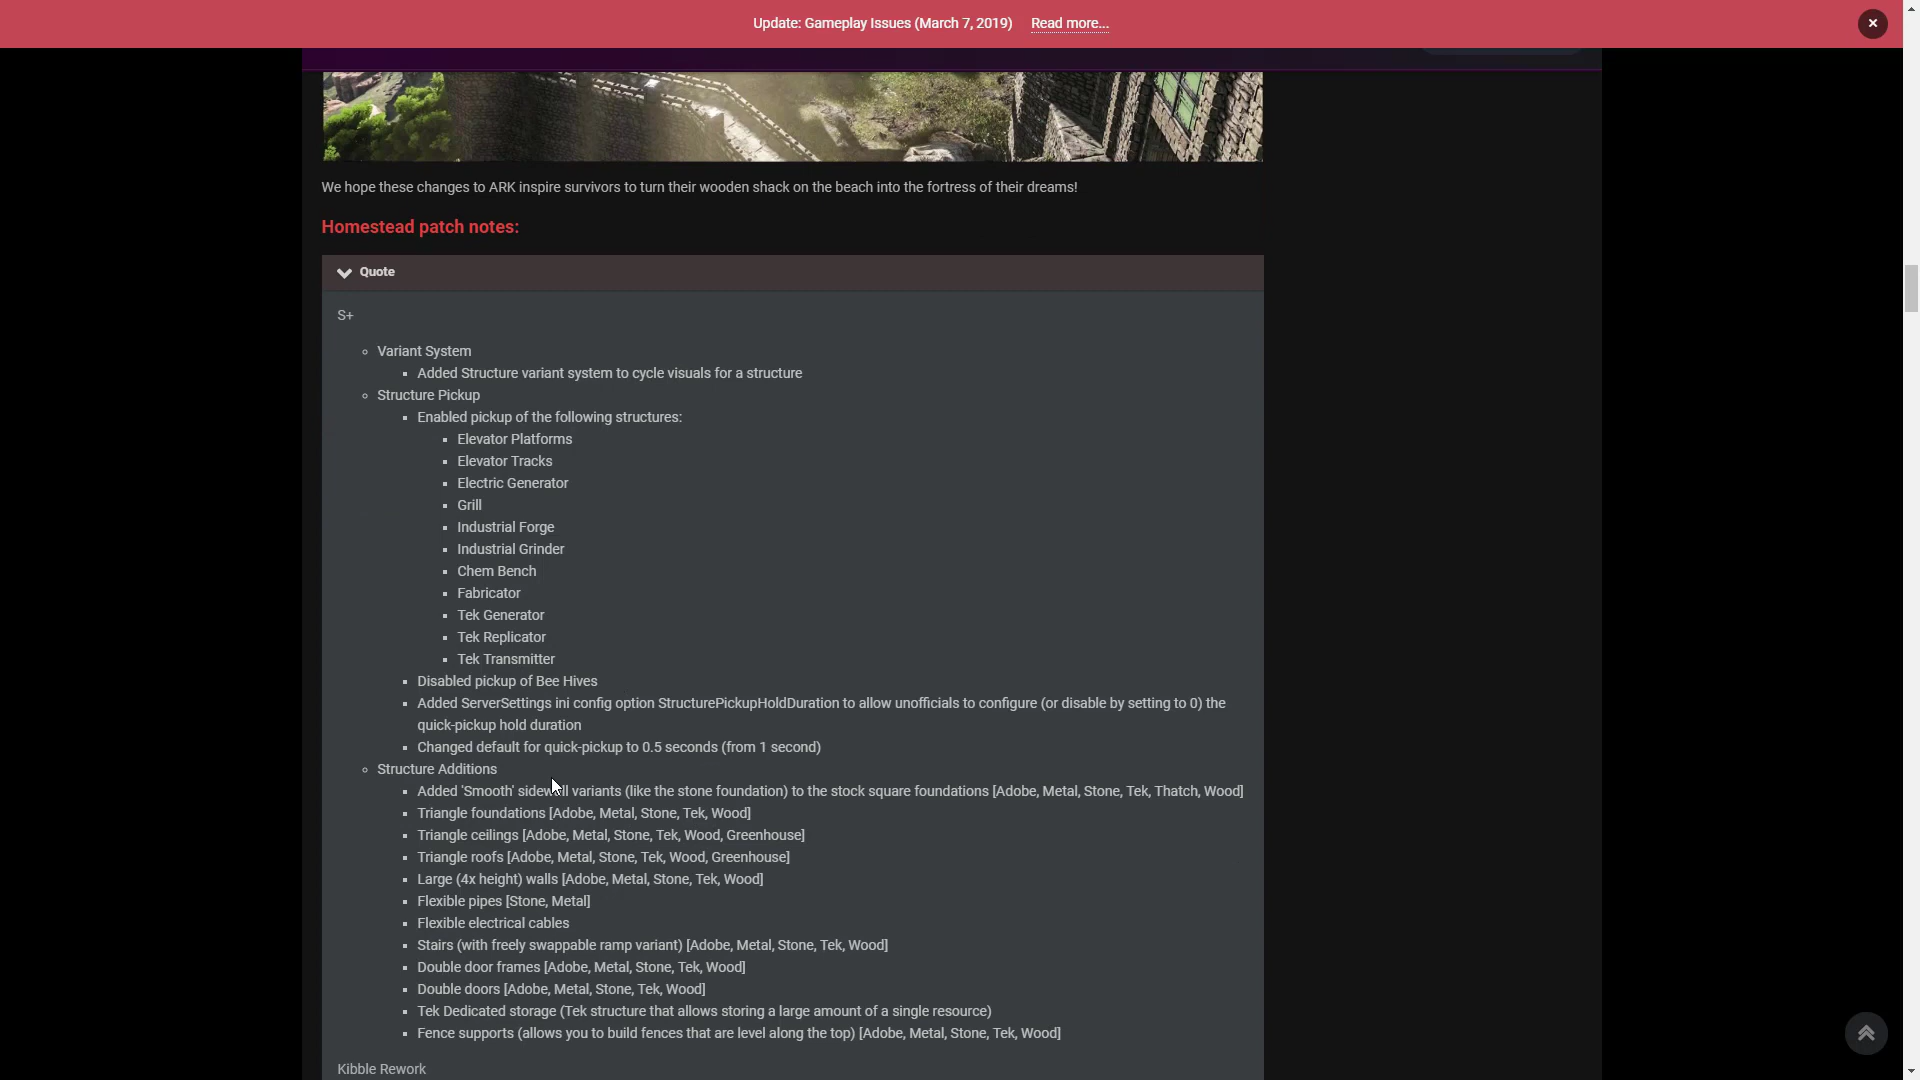 Update: Gameplay Issues (March 7, 2019) Read more...
We hope these changes to ARK inspire survivors to turn their wooden shack on the beach into the fortress of their dreams!
Homestead patch notes:
Quote
S+
Variant System
Added Structure variant system to cycle visuals for a structure
Structure Pickup
Enabled pickup of the following structures:
Elevator Platforms
Elevator Tracks
Electric Generator
Grill
Industrial Forge
Industrial Grinder
Chem Bench
Fabricator
Tek Generator
Tek Replicator
Tek Transmitter
Disabled pickup of Bee Hives
Added ServerSettings ini config option StructurePickupHoldDuration to allow unofficials to configure (or disable by setting to 0) the
quick-pickup hold duration
Changed default for quick-pickup to 0.5 seconds (from 1 second)
Structure Additions
Added 'Smooth' sidewall variants (like the stone foundation) to the stock square foundations [Adobe, Metal, Stone, Tek, Thatch, Wood]
Triangle foundations [Adobe, Metal, Stone, Tek, Wood]
Triangle ceilings [Adobe, Metal, Stone, Tek, Wood, Greenhouse]
Triangle roofs [Adobe, Metal, Stone, Tek, Wood, Greenhouse]
Large (4x height) walls [Adobe, Metal, Stone, Tek, Wood]
Flexible pipes [Stone, Metal]
Flexible electrical cables
Stairs (with freely swappable ramp variant) [Adobe, Metal, Stone, Tek, Wood]
Double door frames [Adobe, Metal, Stone, Tek, Wood]
Double doors [Adobe, Metal, Stone, Tek, Wood]
Tek Dedicated storage (Tek structure that allows storing a large amount of a single resource)
Fence supports (allows you to build fences that are level along the top) [Adobe, Metal, Stone, Tek, Wood]
Kibble Rework